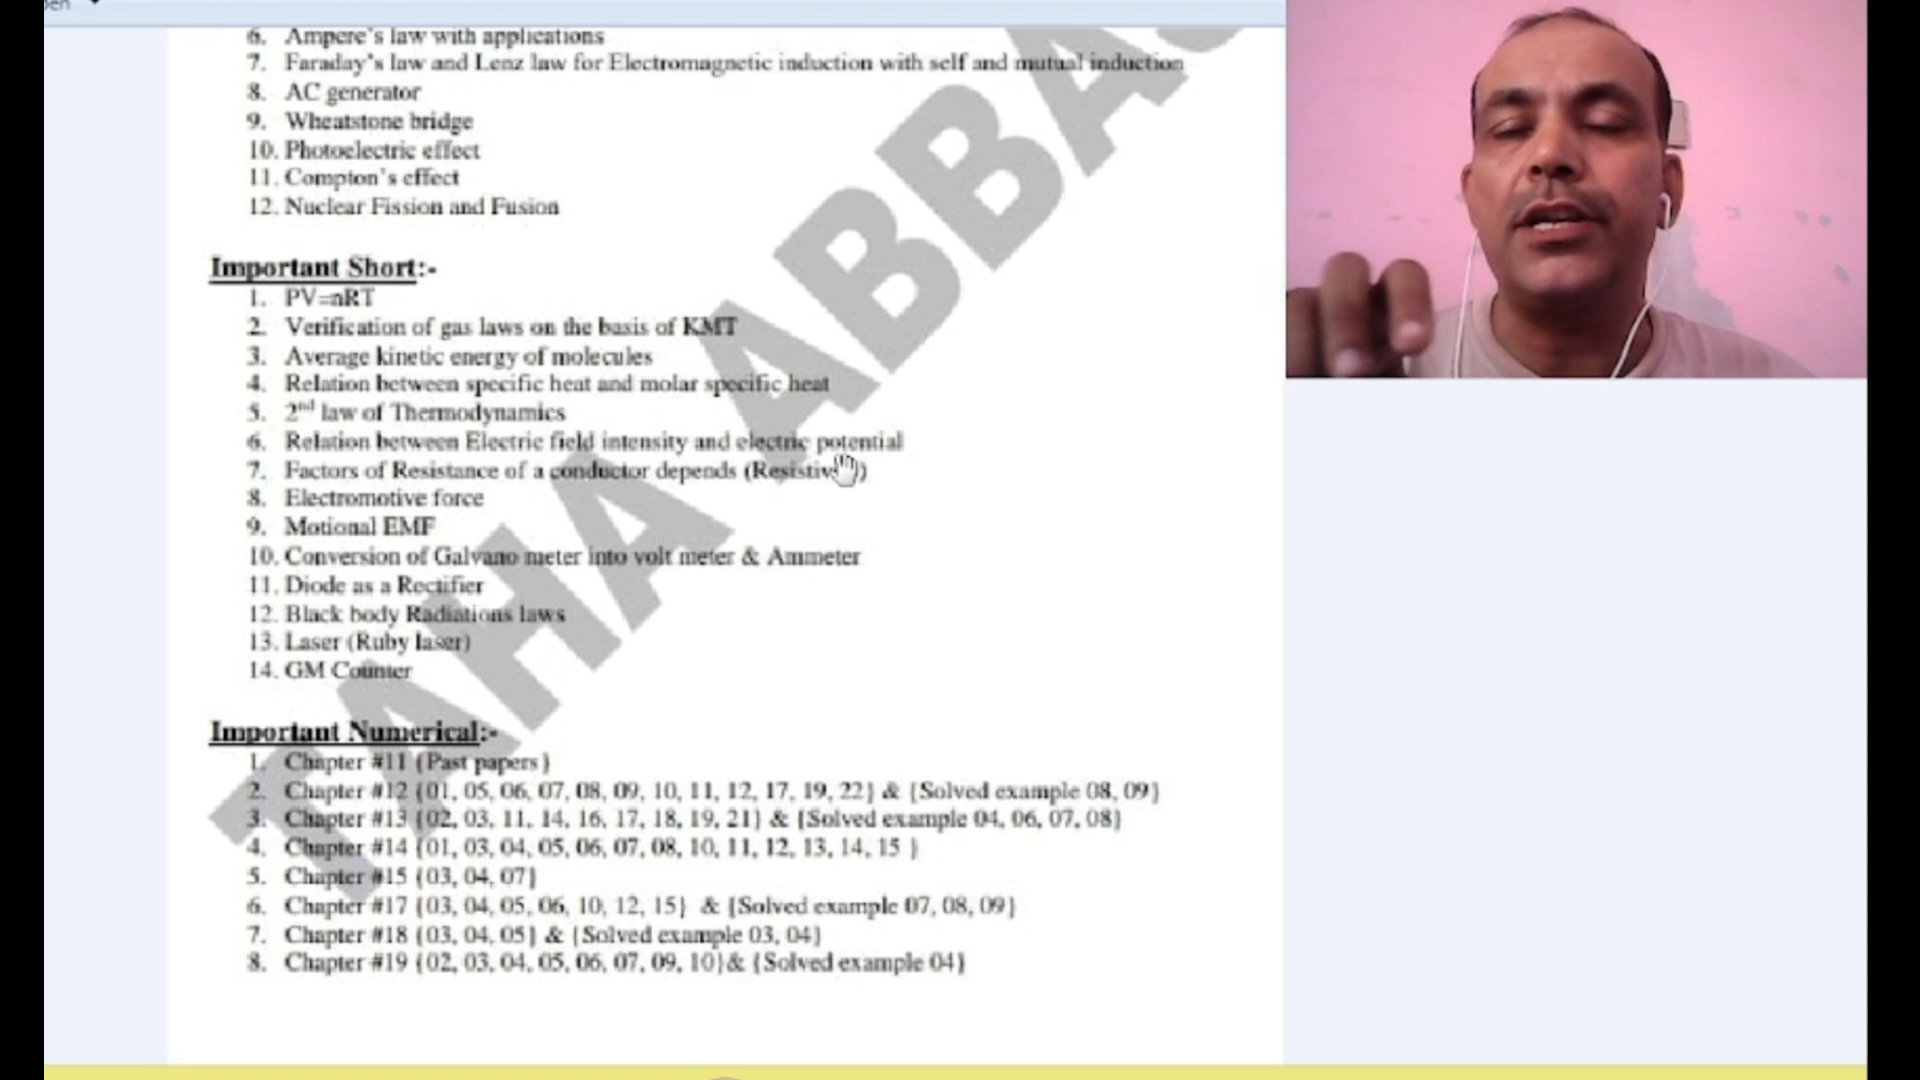 6. Ampere's law with applications
7. Faraday's law and Lenz law for Electromagnetic induction with self and mutual induction
8. AC generator
9. Wheatstone bridge
10. Photoelectric effect
11. Compton's effect
12. Nuclear Fission and Fusion
Important Short:-
1. PV=nRT
2. Verification of gas laws on the basis of KMT
3. Average kinetic energy of molecules
4. Relation between specific heat and molar specific heat
5. 2nd law of Thermodynamics
6. Relation between Electric field intensity and electric potential
7. Factors of Resistance of a conductor depends
8. Electromotive force
9. Motional EMF
10. Conversion of Galvano meter into volt meter & Ammeter
11. Diode as a Rectifier
12. Black body Radiations laws
13. Laser (Ruby laser)
14. GM Counter
Important Numerical:-
1. Chapter #11 {Past papers}
2. Chapter #12 {01, 05, 06, 07, 08, 09, 10, 11, 12, 17, 19, 22} & {Solved example 08, 09}
3. Chapter #13 {02, 03, 11, 14, 16, 17, 18, 19, 21} & {Solved example 04, 06, 07, 08}
4. Chapter #14 {01, 03, 04, 05, 06, 07, 08, 10, 11, 12, 13, 14, 15 }
5. Chapter #15 {03, 04, 07}
6. Chapter #17 {03, 04, 05, 06, 10, 12, 15} & {Solved example 07, 08, 09}
7. Chapter #18 {03, 04, 05} & {Solved example 03, 04}
8. Chapter #19 {02, 03, 04, 05, 06, 07, 09, 10}& {Solved example 04}
TAHA ABBA